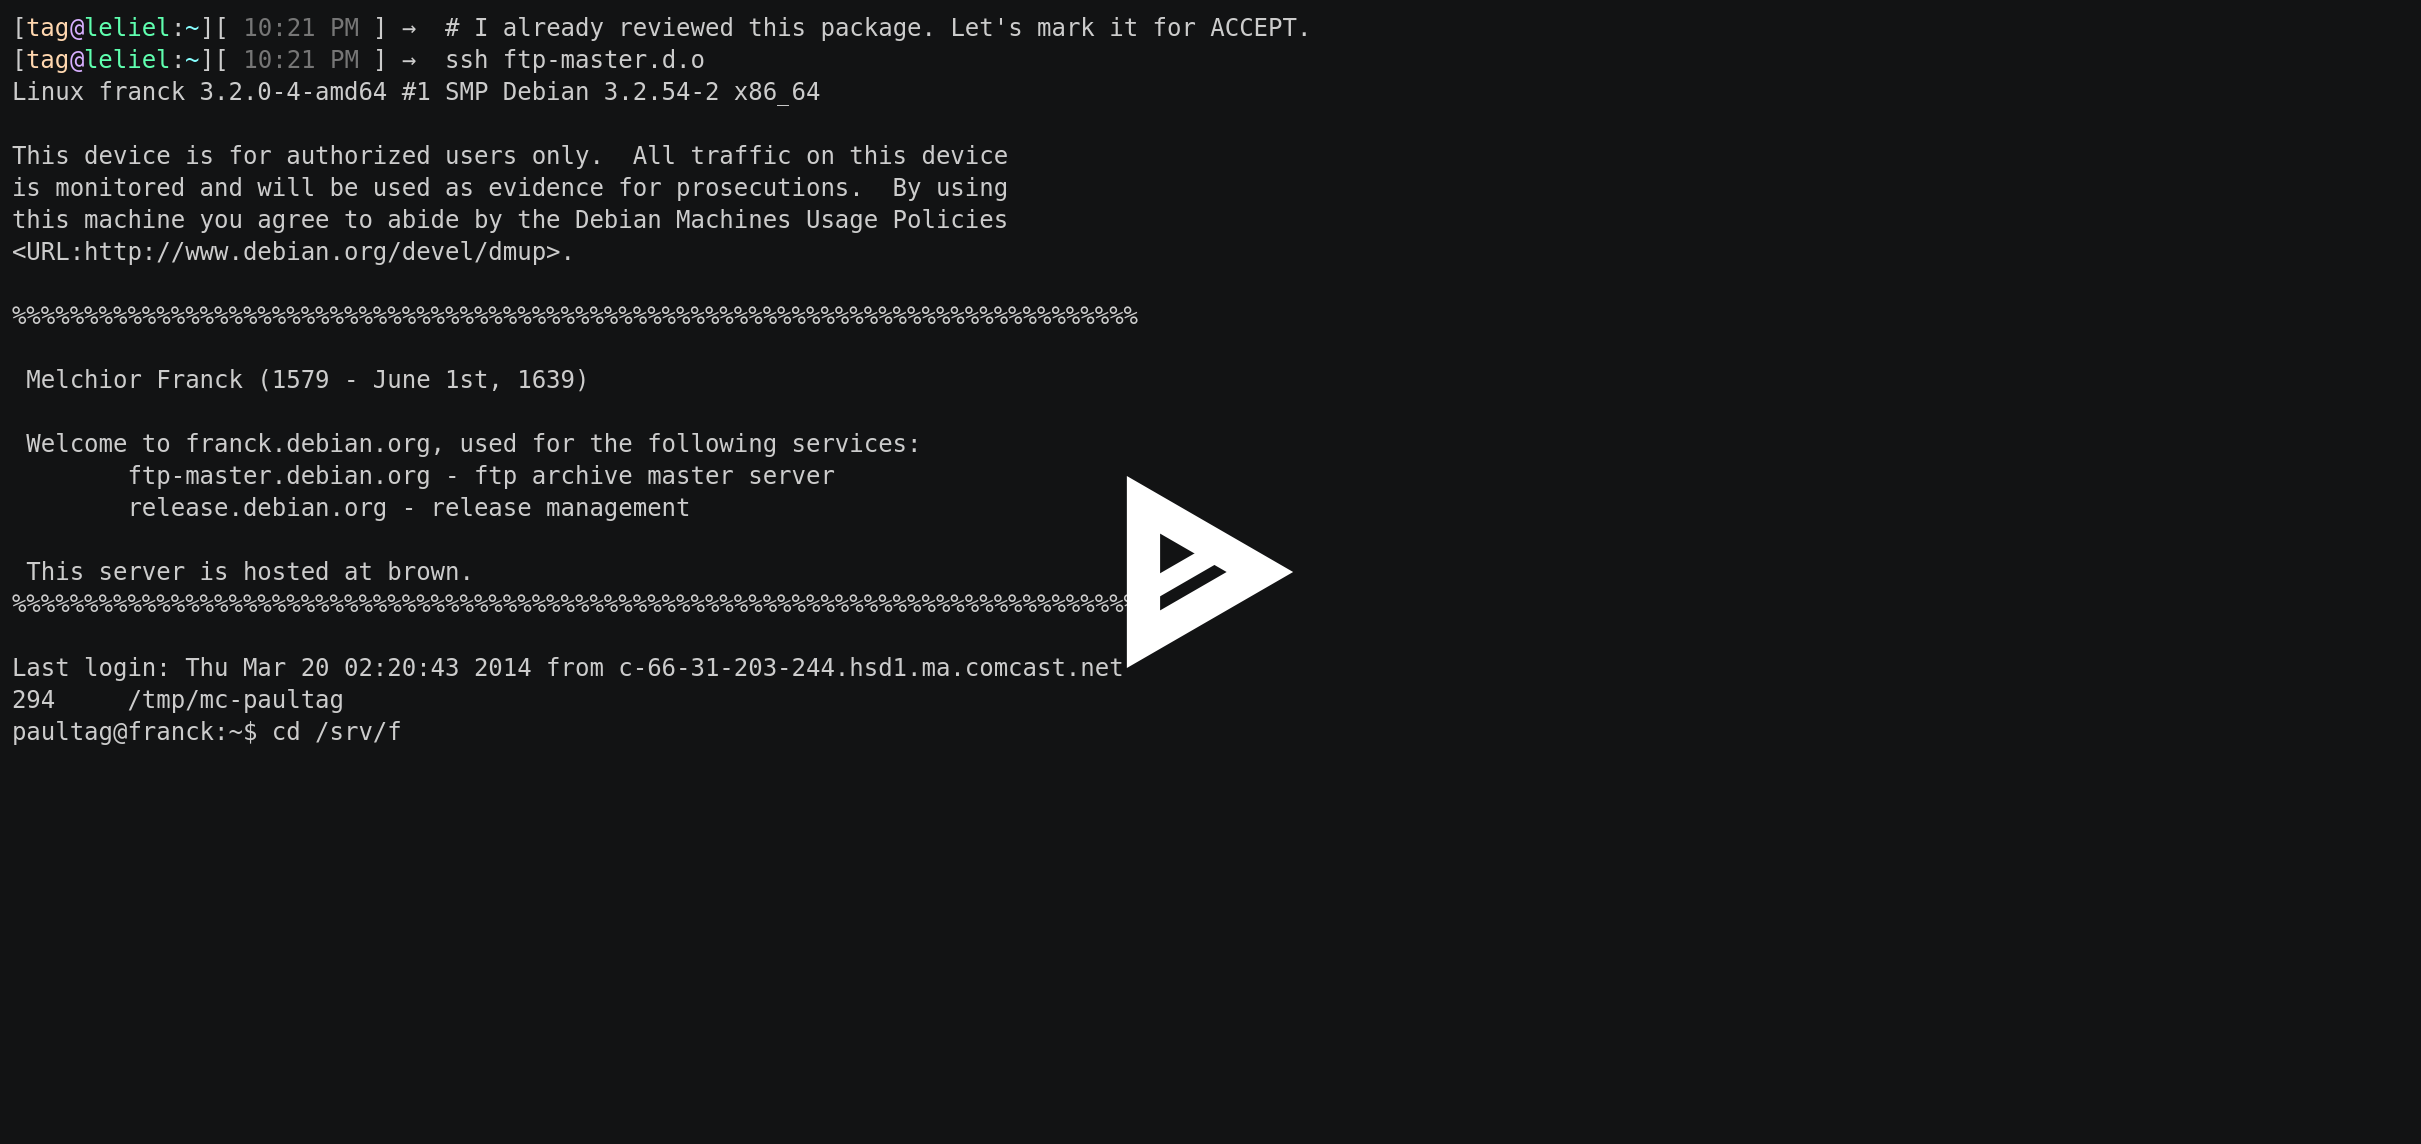 [tag@leliel:~][ 10:21 PM ] →  # I already reviewed this package. Let's mark it for ACCEPT.
[tag@leliel:~][ 10:21 PM ] →  ssh ftp-master.d.o
Linux franck 3.2.0-4-amd64 #1 SMP Debian 3.2.54-2 x86_64
This device is for authorized users only.  All traffic on this device
is monitored and will be used as evidence for prosecutions.  By using
this machine you agree to abide by the Debian Machines Usage Policies
<URL:http://www.debian.org/devel/dmup>.
%%%%%%%%%%%%%%%%%%%%%%%%%%%%%%%%%%%%%%%%%%%%%%%%%%%%%%%%%%%%%%%%%%%%%%%%%%%%%%%%
Melchior Franck (1579 - June 1st, 1639)
Welcome to franck.debian.org, used for the following services:
ftp-master.debian.org - ftp archive master server
release.debian.org - release management
This server is hosted at brown.
%%%%%%%%%%%%%%%%%%%%%%%%%%%%%%%%%%%%%%%%%%%%%%%%%%%%%%%%%%%%%%%%%%%%%%%%%%%%%%%%
Last login: Thu Mar 20 02:20:43 2014 from c-66-31-203-244.hsd1.ma.comcast.net
294     /tmp/mc-paultag
paultag@franck:~$ cd /srv/f